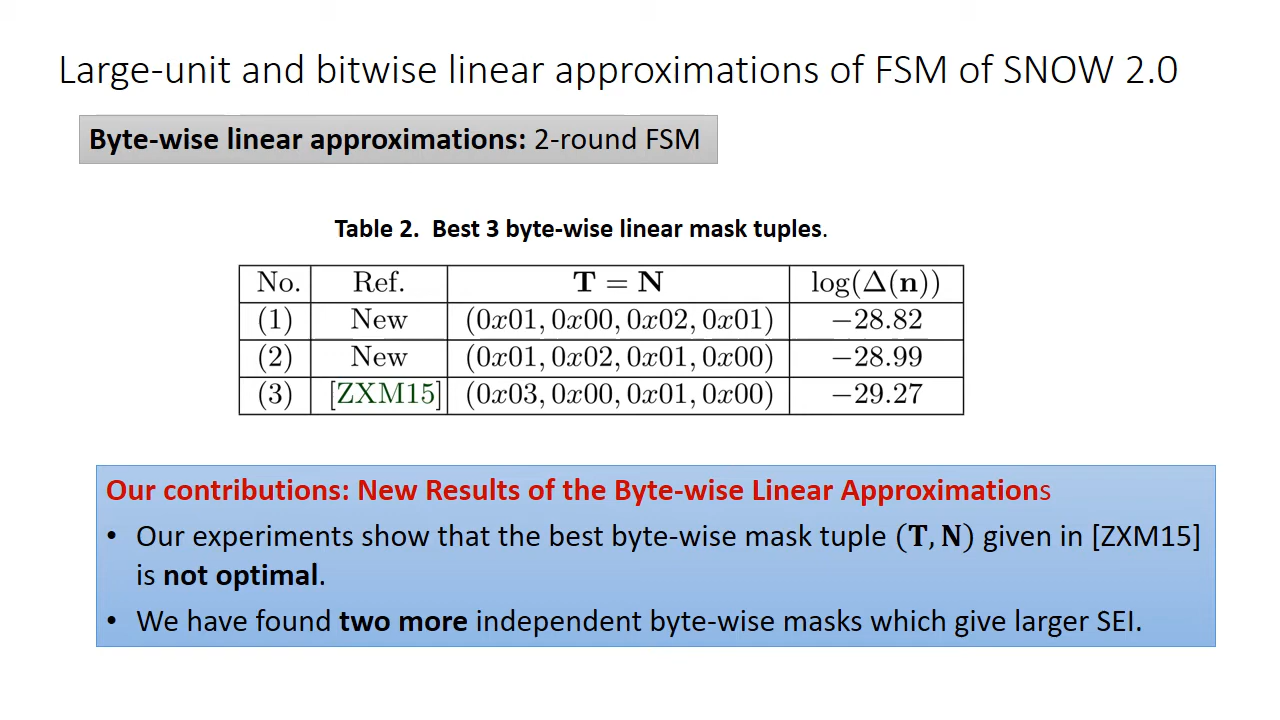 Large-unit and bitwise linear approximations of FSM of SNOW 2.0
Byte-wise linear approximations: 2-round FSM
Table 2. Best 3 byte-wise linear mask tuples.
No. Ref. T = N log(Δ(n))
(1) New (0x01, 0x00, 0x02, 0x01) −28.82
(2) New (0x01, 0x02, 0x01, 0x00) −28.99
(3) [ZXM15] (0x03, 0x00, 0x01, 0x00) −29.27
Our contributions: New Results of the Byte-wise Linear Approximations
• Our experiments show that the best byte-wise mask tuple (T, N) given in [ZXM15]
is not optimal.
• We have found two more independent byte-wise masks which give larger SEI.